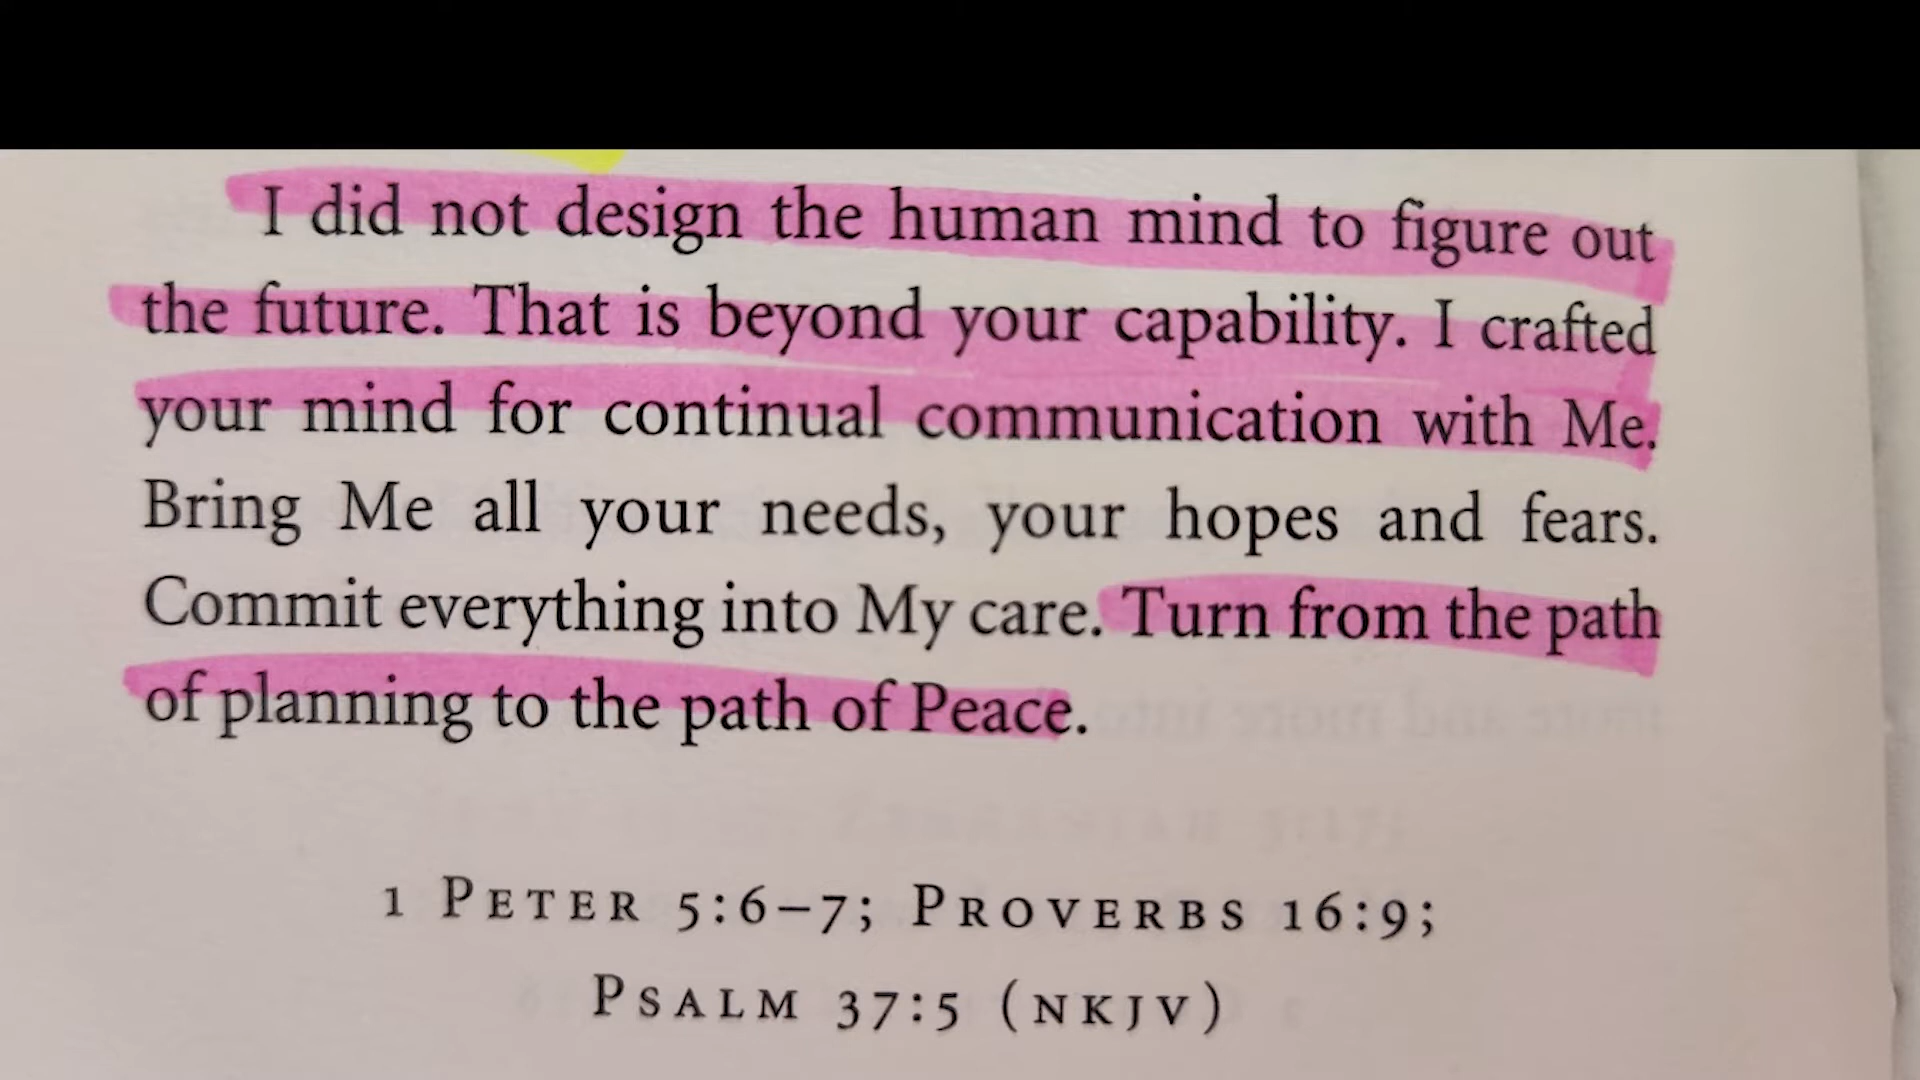 I did not design the human mind to figure out
the future. That is beyond your capability. I crafted
your mind for continual communication with Me.
Bring Me all your needs, your hopes and fears.
Commit everything into My care. Turn from the path
of planning to the path of Peace.
1 PETER 5:6–7; PROVERBS 16:9;
PSALM 37:5 (NKJV)